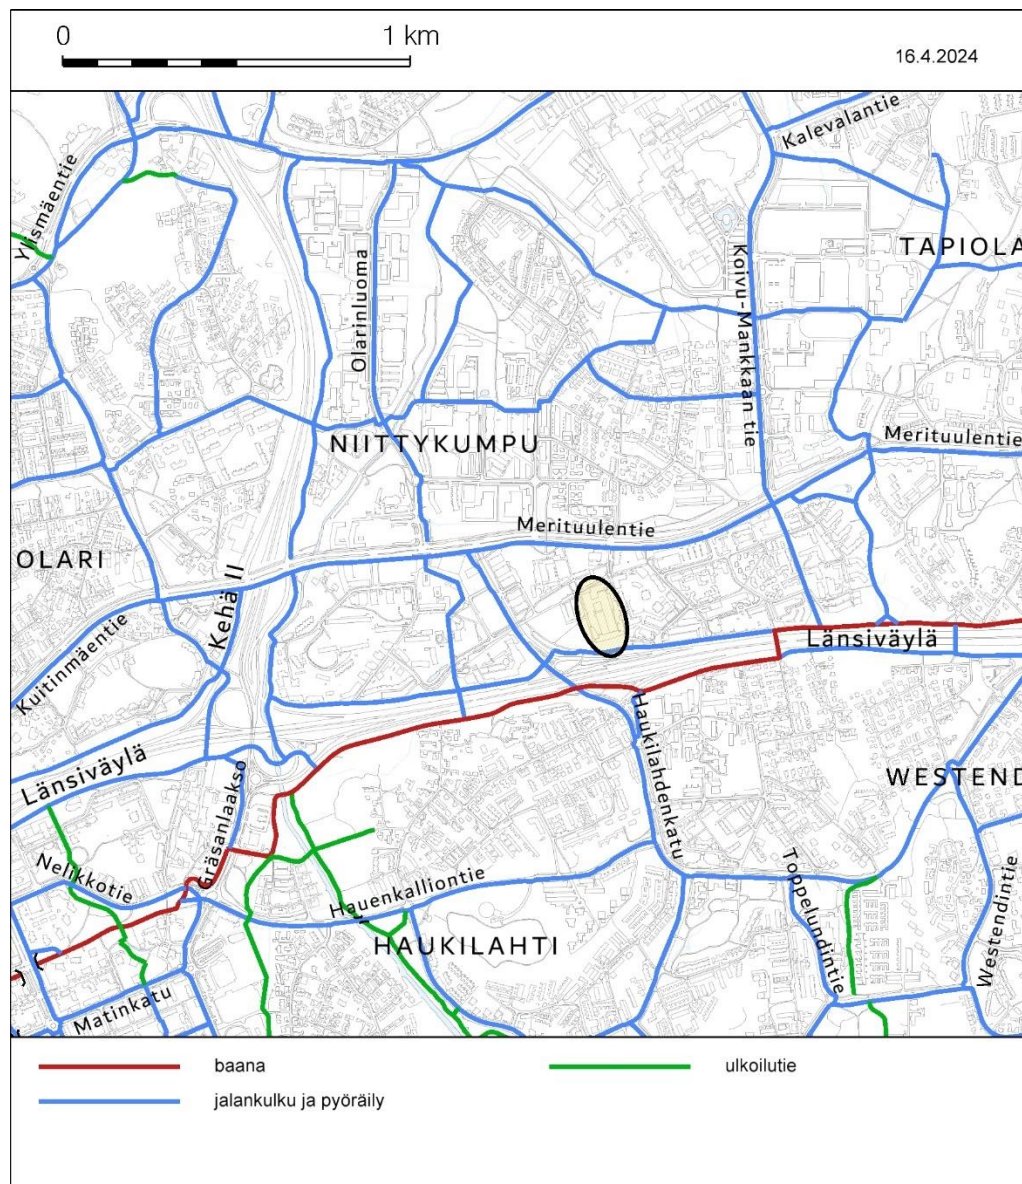 0 1 km
16.4.2024
Kalevalantie
Ylismäentie
TAPIOLA
Olarinluoma
Koivu-Mankkaan tie
NIITTYKUMPU
Merituulentie
Merituulentie
OLARI
Kehä II
Länsiväylä
Kuitinmäentie
Haukilahdenkatu
Länsiväylä
WESTEND
Gräsanlaakso
Nelikkotie
Toppelundintie
Hauenkalliontie
Westendintie
HAUKILAHTI
Matinkatu
baana
ulkoilutie
jalankulku ja pyöräily